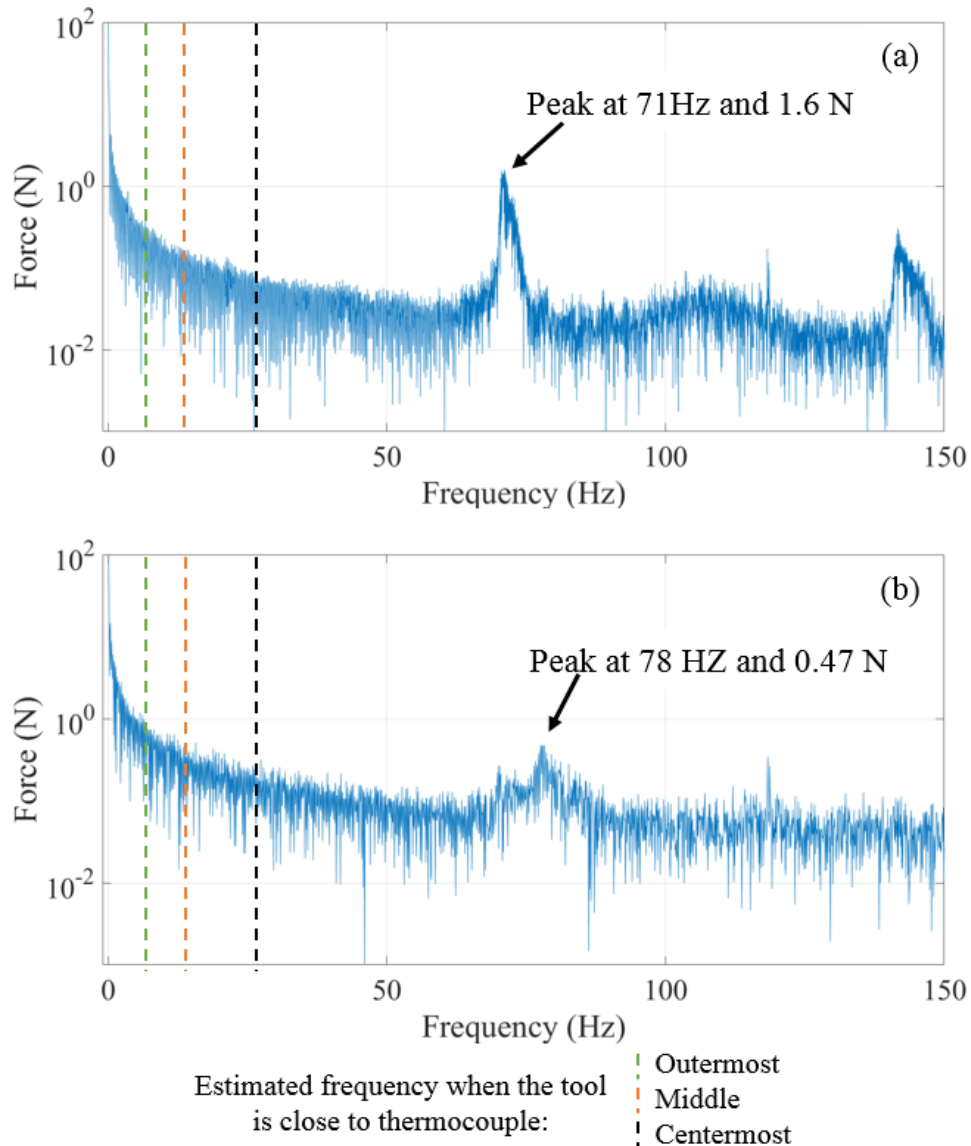 10^2
(a)
Peak at 71Hz and 1.6 N
10^0
Force (N)
10^-2
0 50 100 150
Frequency (Hz)
10^2
(b)
Peak at 78 HZ and 0.47 N
10^0
Force (N)
10^-2
0 50 100 150
Frequency (Hz)
Estimated frequency when the tool
is close to thermocouple:
Outermost
Middle
Centermost